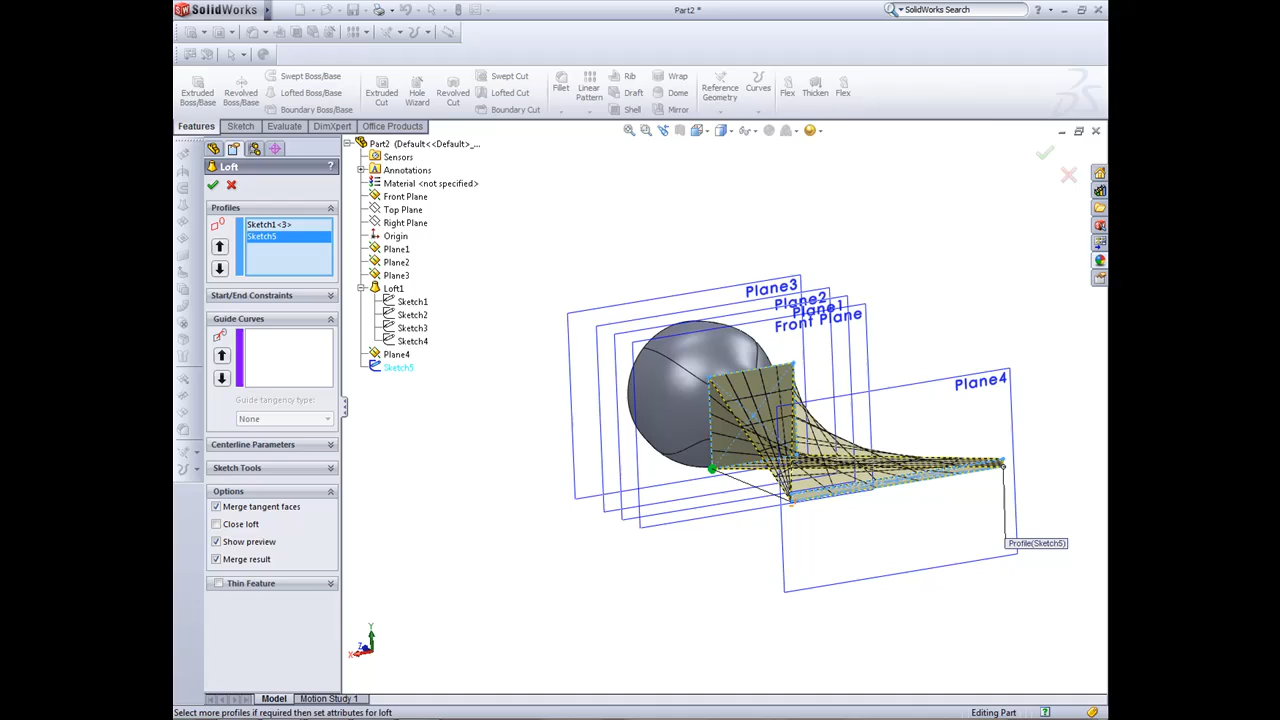 SolidWorks
Part2 *
SolidWorks Search
Extruded Boss/Base
Revolved Boss/Base
Swept Boss/Base
Lofted Boss/Base
Boundary Boss/Base
Extruded Cut
Hole Wizard
Revolved Cut
Swept Cut
Lofted Cut
Boundary Cut
Fillet
Linear Pattern
Rib
Draft
Shell
Wrap
Dome
Mirror
Reference Geometry
Curves
Flex
Thicken
Flex
Features
Sketch
Evaluate
DimXpert
Office Products
Loft
?
Profiles
Sketch1<3>
Sketch5
Start/End Constraints
Guide Curves
Guide tangency type:
None
Centerline Parameters
Sketch Tools
Options
Merge tangent faces
Close loft
Show preview
Merge result
Thin Feature
Part2 (Default<<Default>_...
Sensors
Annotations
Material <not specified>
Front Plane
Top Plane
Right Plane
Origin
Plane1
Plane2
Plane3
Loft1
Sketch1
Sketch2
Sketch3
Sketch4
Plane4
Sketch5
Plane3
Plane2
Plane1
Front Plane
Plane4
Profile(Sketch5)
Y
X
Z
Model
Motion Study 1
Select more profiles if required then set attributes for loft
Editing Part